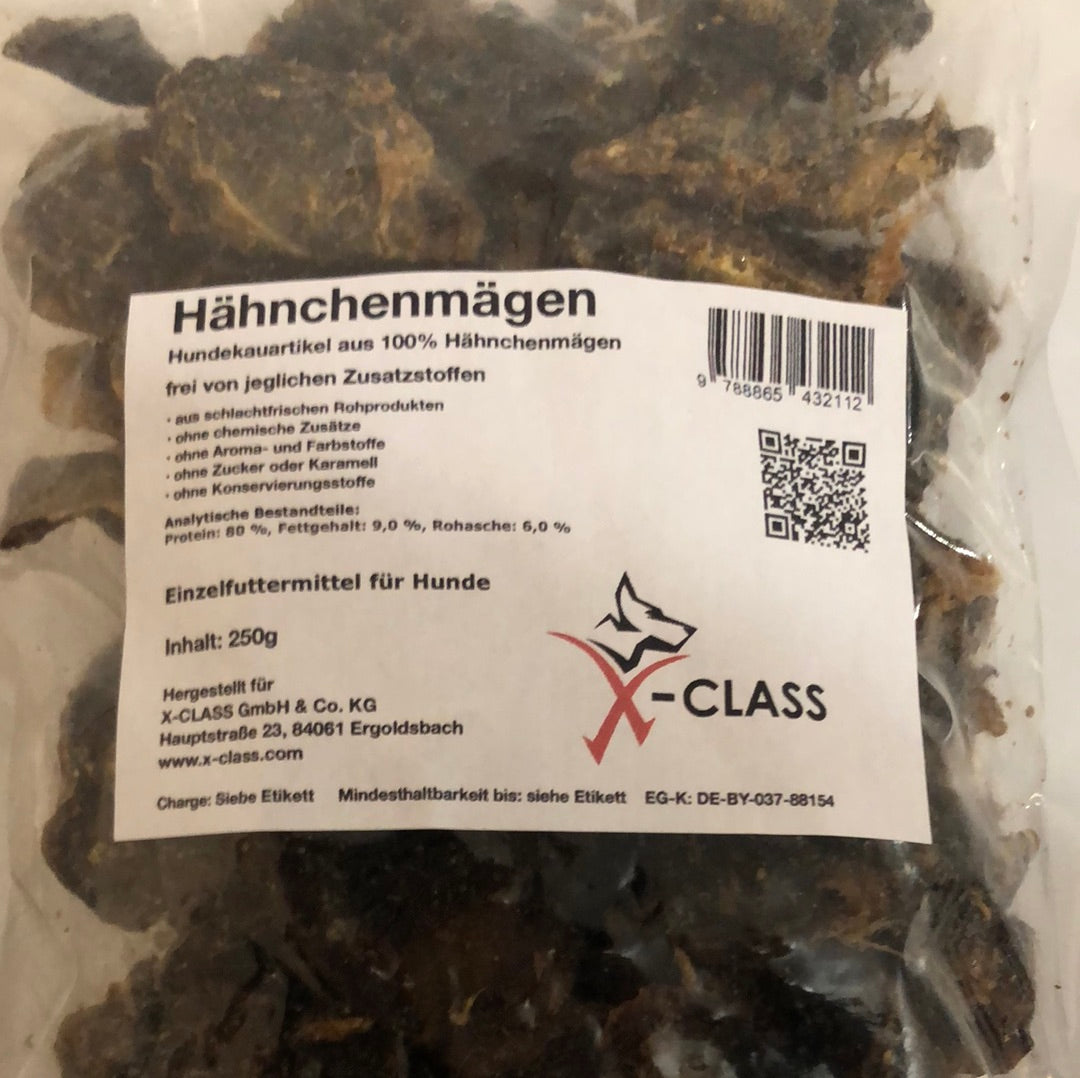 Hähnchenmägen
Hundekauartikel aus 100% Hähnchenmägen
frei von jeglichen Zusatzstoffen
· aus schlachtfrischen Rohprodukten
· ohne chemische Zusätze
· ohne Aroma- und Farbstoffe
· ohne Zucker oder Karamell
· ohne Konservierungsstoffe
Analytische Bestandteile:
Protein: 80 %, Fettgehalt: 9,0 %, Rohasche: 6,0 %
Einzelfuttermittel für Hunde
Inhalt: 250g
Hergestellt für
X-CLASS GmbH & Co. KG
Hauptstraße 23, 84061 Ergoldsbach
www.x-class.com
Charge: Siebe Etikett Mindesthaltbarkeit bis: siehe Etikett EG-K: DE-BY-037-88154
9 788865 432112
X-CLASS